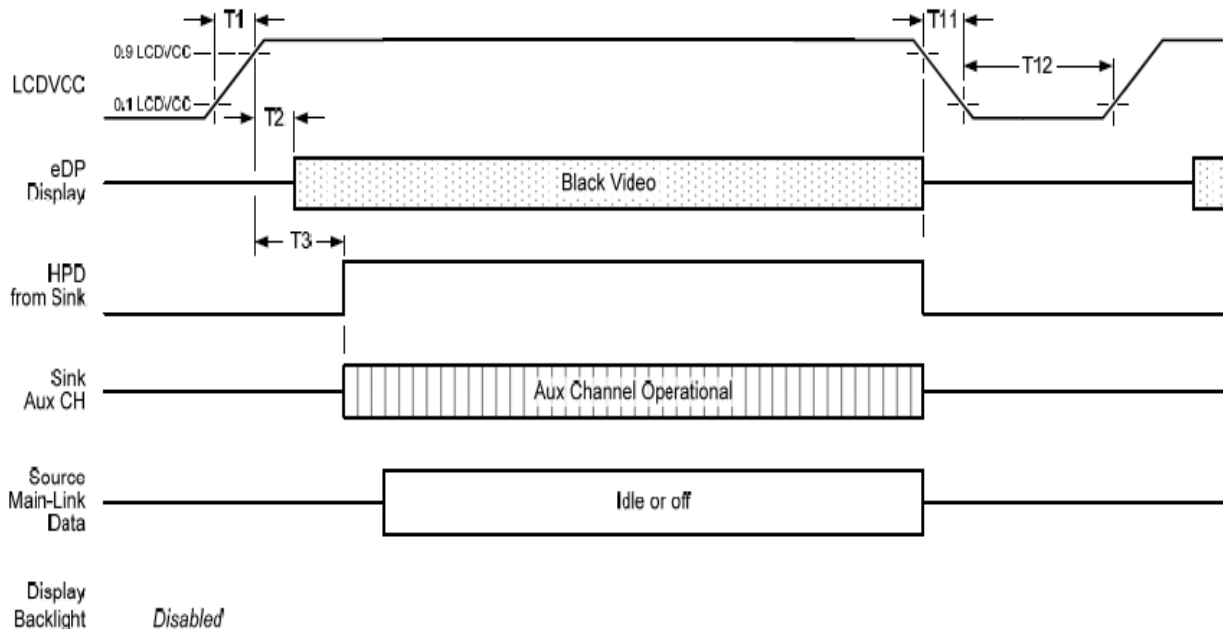 T1
T11
0.9 LCDVCC
LCDVCC
T12
0.1 LCDVCC
T2
eDP
Display
Black Video
T3
HPD
from Sink
Sink
Aux CH
Aux Channel Operational
Source
Main-Link
Data
Idle or off
Display
Backlight
Disabled